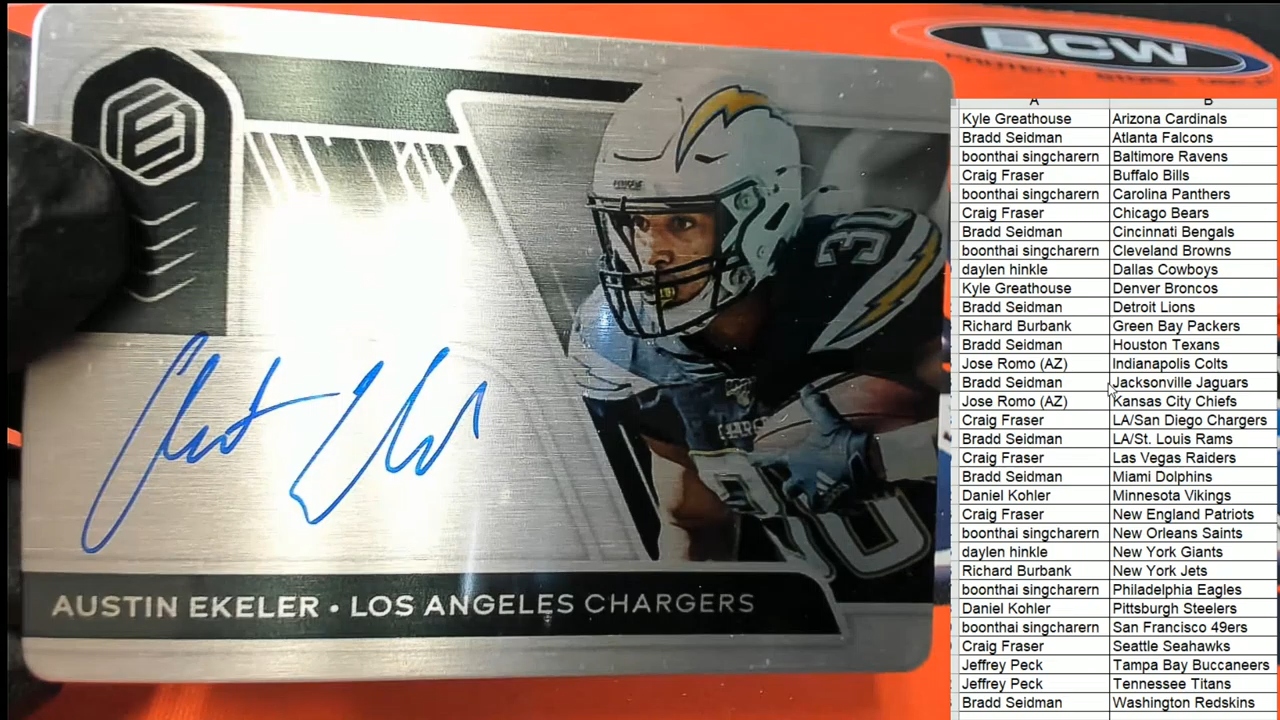 BCW
E
30
30
Austin Ekeler
AUSTIN EKELER • LOS ANGELES CHARGERS
A B
Kyle Greathouse Arizona Cardinals
Bradd Seidman Atlanta Falcons
boonthai singcharern Baltimore Ravens
Craig Fraser Buffalo Bills
boonthai singcharern Carolina Panthers
Craig Fraser Chicago Bears
Bradd Seidman Cincinnati Bengals
boonthai singcharern Cleveland Browns
daylen hinkle Dallas Cowboys
Kyle Greathouse Denver Broncos
Bradd Seidman Detroit Lions
Richard Burbank Green Bay Packers
Bradd Seidman Houston Texans
Jose Romo (AZ) Indianapolis Colts
Bradd Seidman Jacksonville Jaguars
Jose Romo (AZ) Kansas City Chiefs
Craig Fraser LA/San Diego Chargers
Bradd Seidman LA/St. Louis Rams
Craig Fraser Las Vegas Raiders
Bradd Seidman Miami Dolphins
Daniel Kohler Minnesota Vikings
Craig Fraser New England Patriots
boonthai singcharern New Orleans Saints
daylen hinkle New York Giants
Richard Burbank New York Jets
boonthai singcharern Philadelphia Eagles
Daniel Kohler Pittsburgh Steelers
boonthai singcharern San Francisco 49ers
Craig Fraser Seattle Seahawks
Jeffrey Peck Tampa Bay Buccaneers
Jeffrey Peck Tennessee Titans
Bradd Seidman Washington Redskins